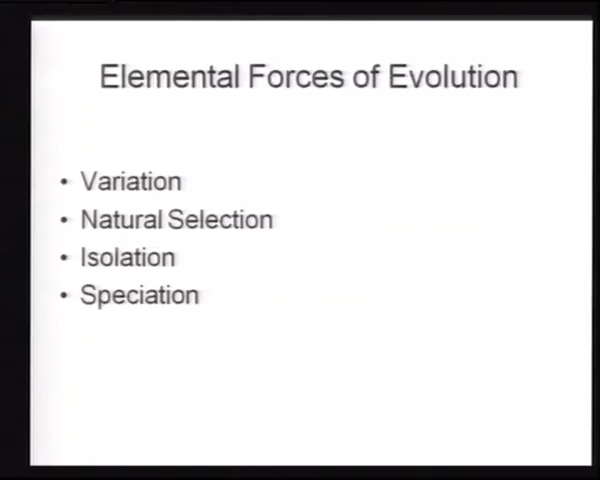 Elemental Forces of Evolution
• Variation
• Natural Selection
• Isolation
• Speciation